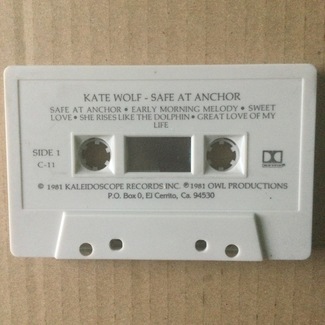 KATE WOLF - SAFE AT ANCHOR
SAFE AT ANCHOR • EARLY MORNING MELODY • SWEET
LOVE • SHE RISES LIKE THE DOLPHIN • GREAT LOVE OF MY
LIFE
SIDE 1
C-11
© 1981 KALEIDOSCOPE RECORDS INC. ℗ 1981 OWL PRODUCTIONS
P.O. Box 0, El Cerrito, Ca. 94530